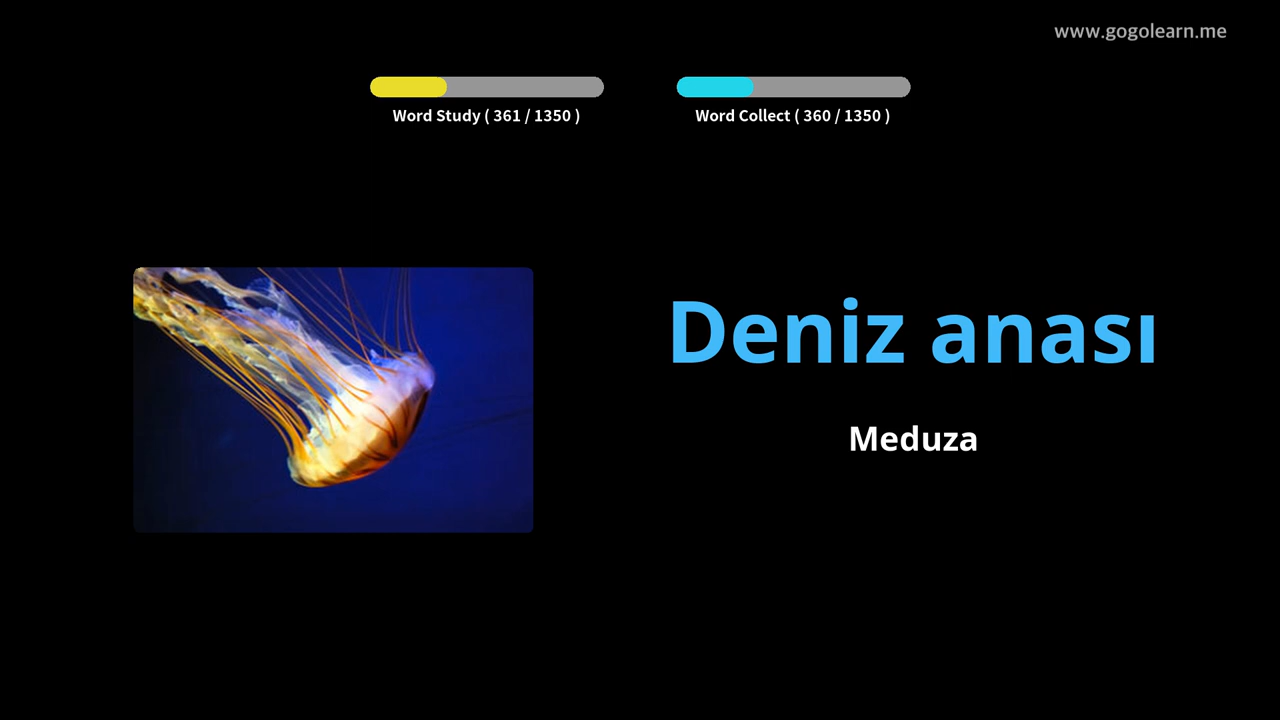 www.gogolearn.me
Word Study ( 361 / 1350 )
Word Collect ( 360 / 1350 )
Deniz anası
Meduza